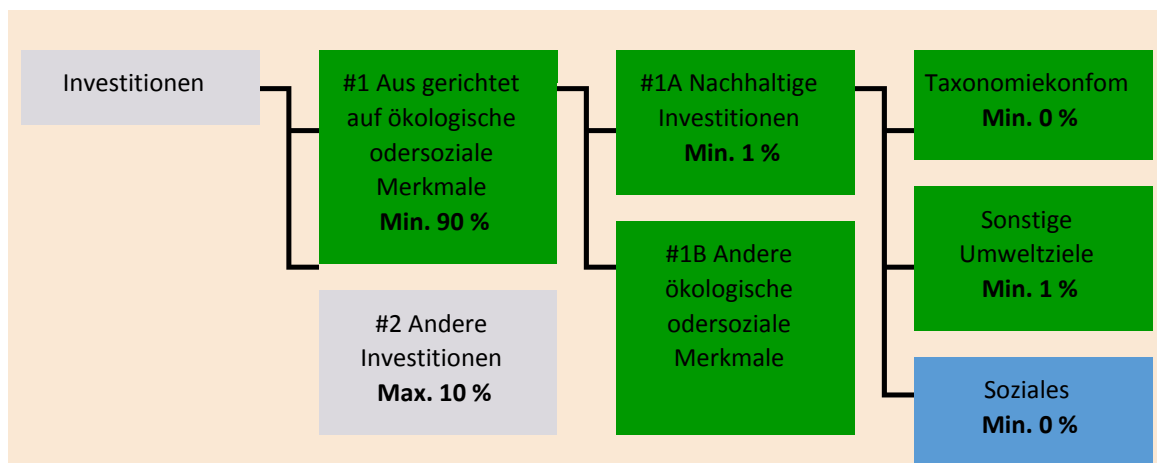 Investitionen
#1 Aus gerichtet
auf ökologische
odersoziale
Merkmale
Min. 90 %
#2 Andere
Investitionen
Max. 10 %
#1A Nachhaltige
Investitionen
Min. 1 %
#1B Andere
ökologische
odersoziale
Merkmale
Taxonomiekonfom
Min. 0 %
Sonstige
Umweltziele
Min. 1 %
Soziales
Min. 0 %